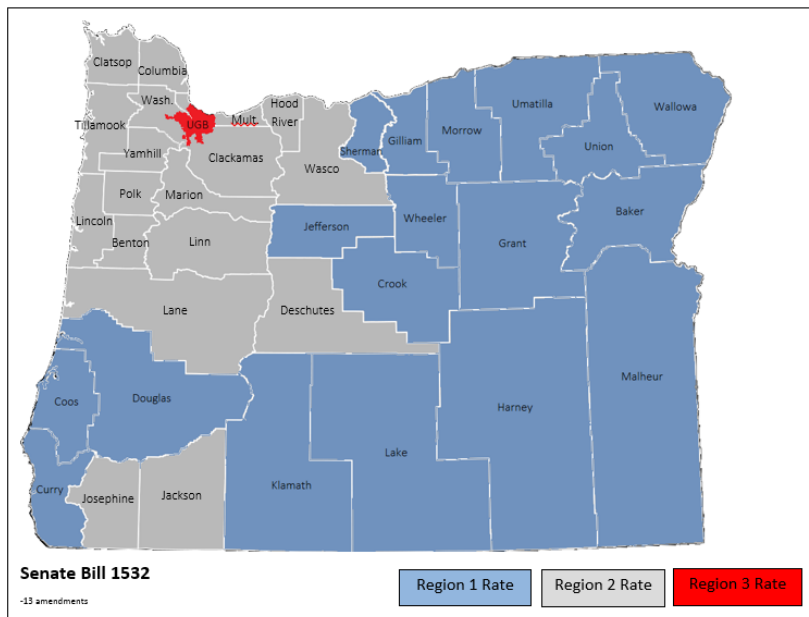 Clatsop
Columbia
Wash.
Tillamook
UGB
Mult.
Hood
River
Yamhill
Clackamas
Wasco
Sherman
Gilliam
Morrow
Umatilla
Wallowa
Union
Polk
Marion
Lincoln
Benton
Linn
Jefferson
Wheeler
Grant
Baker
Crook
Lane
Deschutes
Coos
Douglas
Harney
Malheur
Curry
Josephine
Jackson
Klamath
Lake
Senate Bill 1532
-13 amendments
Region 1 Rate
Region 2 Rate
Region 3 Rate